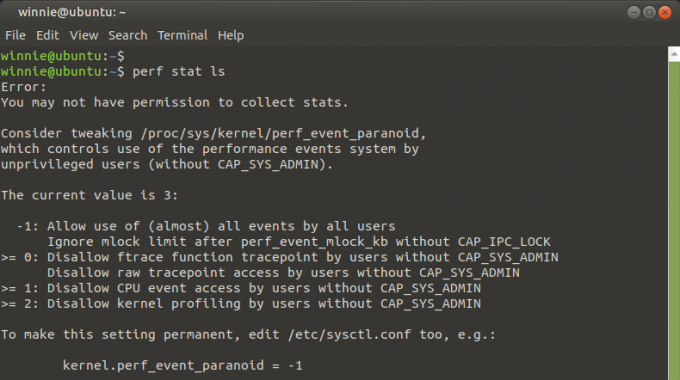 winnie@ubuntu: ~
File Edit View Search Terminal Help
winnie@ubuntu:~$
winnie@ubuntu:~$ perf stat ls
Error:
You may not have permission to collect stats.
Consider tweaking /proc/sys/kernel/perf_event_paranoid,
which controls use of the performance events system by
unprivileged users (without CAP_SYS_ADMIN).
The current value is 3:
-1: Allow use of (almost) all events by all users
Ignore mlock limit after perf_event_mlock_kb without CAP_IPC_LOCK
>= 0: Disallow ftrace function tracepoint by users without CAP_SYS_ADMIN
Disallow raw tracepoint access by users without CAP_SYS_ADMIN
>= 1: Disallow CPU event access by users without CAP_SYS_ADMIN
>= 2: Disallow kernel profiling by users without CAP_SYS_ADMIN
To make this setting permanent, edit /etc/sysctl.conf too, e.g.:
kernel.perf_event_paranoid = -1